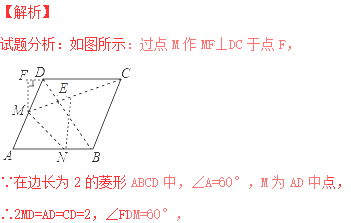 【解析】
试题分析：如图所示：过点 M 作 MF⊥DC 于点 F，
F D C
E
M
A N B
∵在边长为 2 的菱形 ABCD 中，∠A=60°，M 为 AD 中点，
∴2MD=AD=CD=2，∠FDM=60°，